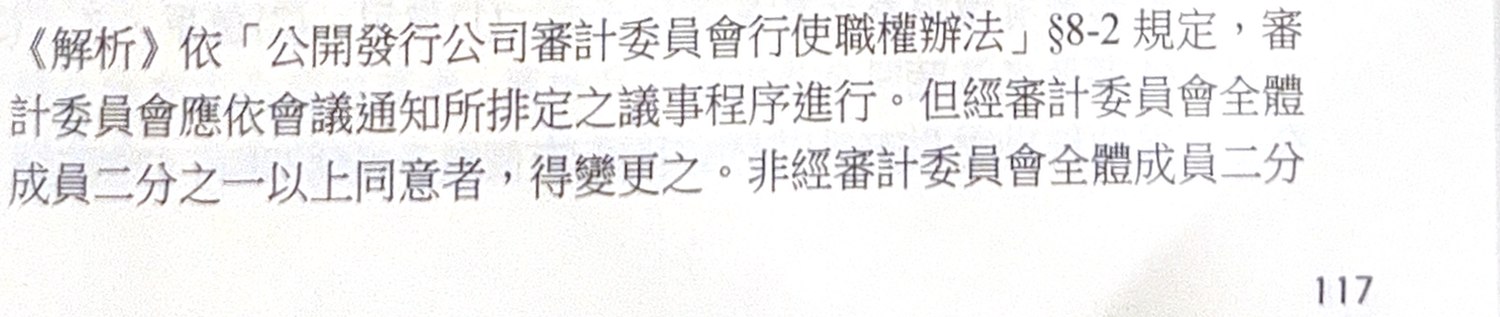 《解析》依「公開發行公司審計委員會行使職權辦法」§8-2 規定，審
計委員會應依會議通知所排定之議事程序進行。但經審計委員會全體
成員二分之一以上同意者，得變更之。非經審計委員會全體成員二分
117